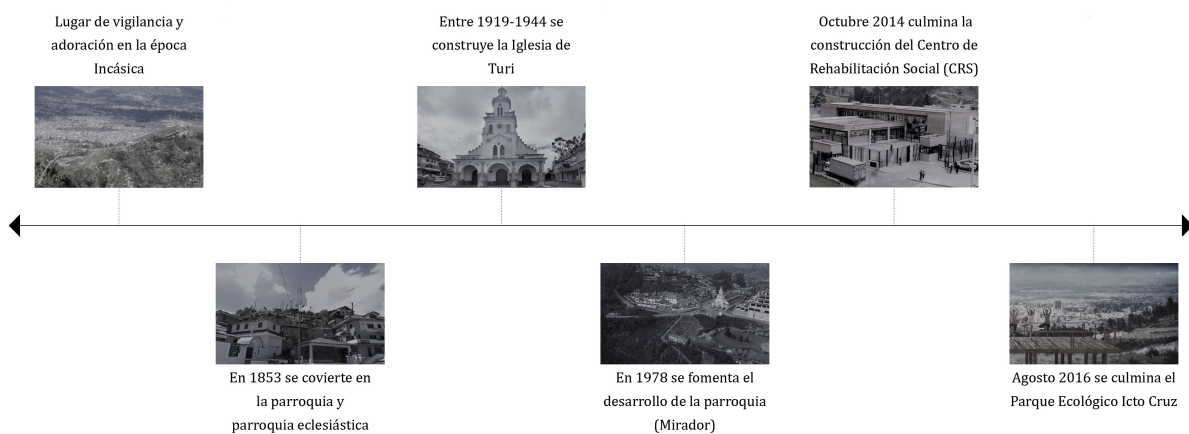 Lugar de vigilancia y
adoración en la época
Incásica
En 1853 se covierte en
la parroquia y
parroquia eclesiástica
Entre 1919-1944 se
construye la Iglesia de
Turi
En 1978 se fomenta el
desarrollo de la parroquia
(Mirador)
Octubre 2014 culmina la
construcción del Centro de
Rehabilitación Social (CRS)
Agosto 2016 se culmina el
Parque Ecológico Icto Cruz